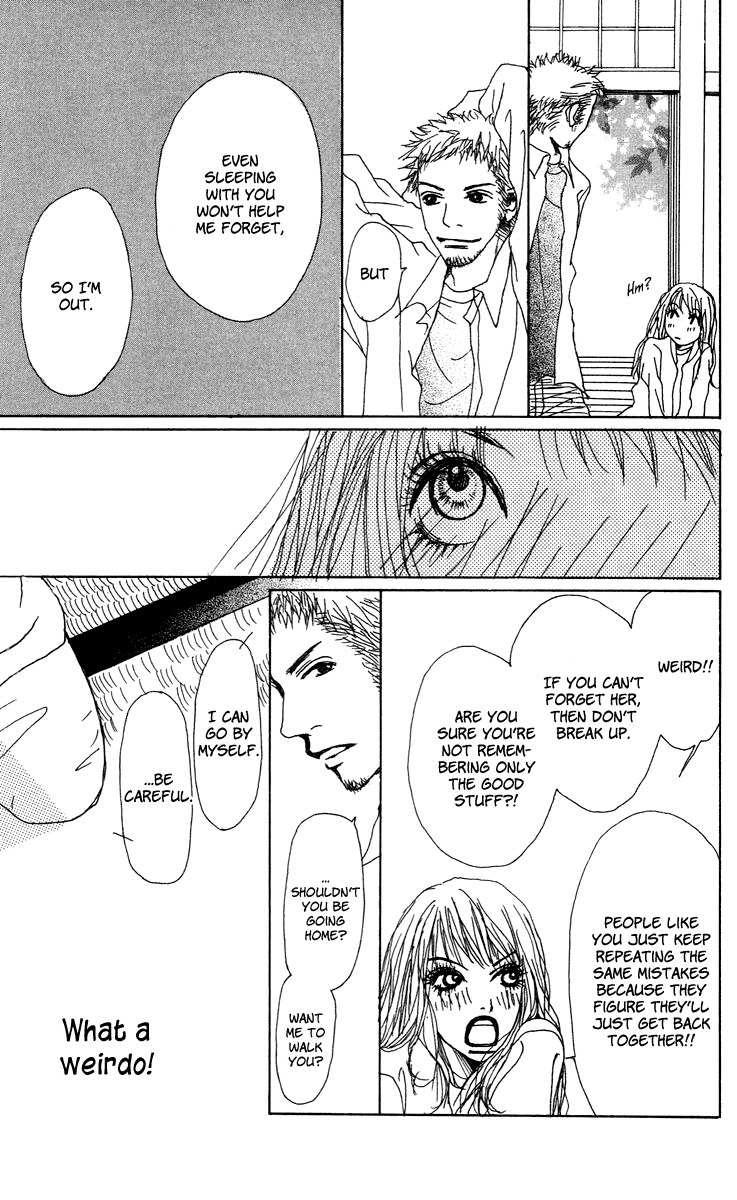 Hm?
BUT
EVEN
SLEEPING
WITH YOU
WON'T HELP
ME FORGET,
SO I'M
OUT.
WEIRD!!
IF YOU CAN'T
FORGET HER,
THEN DON'T
BREAK UP.
ARE YOU
SURE YOU'RE
NOT REMEM-
BERING ONLY
THE GOOD
STUFF?!
PEOPLE LIKE
YOU JUST KEEP
REPEATING THE
SAME MISTAKES
BECAUSE THEY
FIGURE THEY'LL
JUST GET BACK
TOGETHER!!
...
SHOULDN'T
YOU BE
GOING
HOME?
WANT
ME TO
WALK
YOU?
I CAN
GO BY
MYSELF.
...BE
CAREFUL.
What a
weirdo!